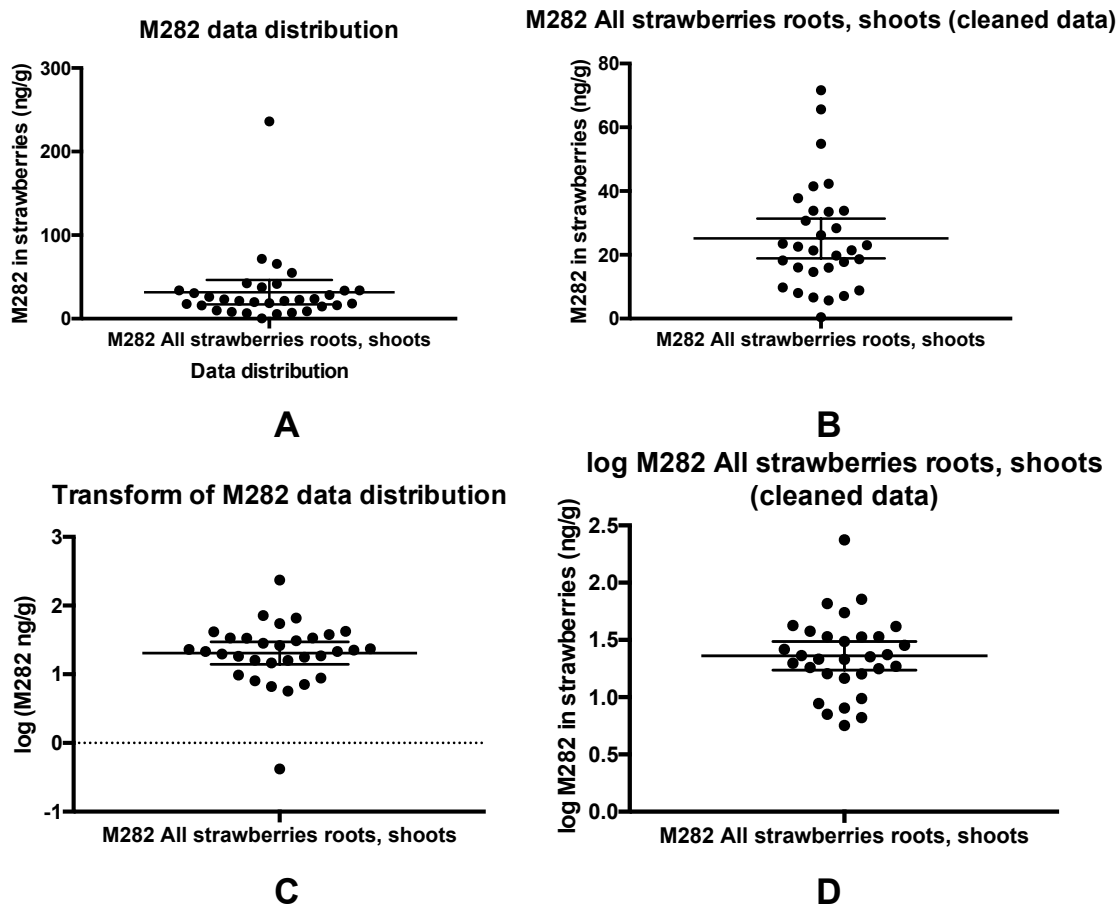 M282 data distribution
M282 in strawberries (ng/g)
300
200
100
0
M282 All strawberries roots, shoots
Data distribution
A
M282 All strawberries roots, shoots (cleaned data)
M282 in strawberries (ng/g)
80
60
40
20
0
M282 All strawberries roots, shoots
B
Transform of M282 data distribution
log (M282 ng/g)
3
2
1
0
-1
M282 All strawberries roots, shoots
C
log M282 All strawberries roots, shoots
(cleaned data)
log M282 in strawberries (ng/g)
2.5
2.0
1.5
1.0
0.5
0.0
M282 All strawberries roots, shoots
D